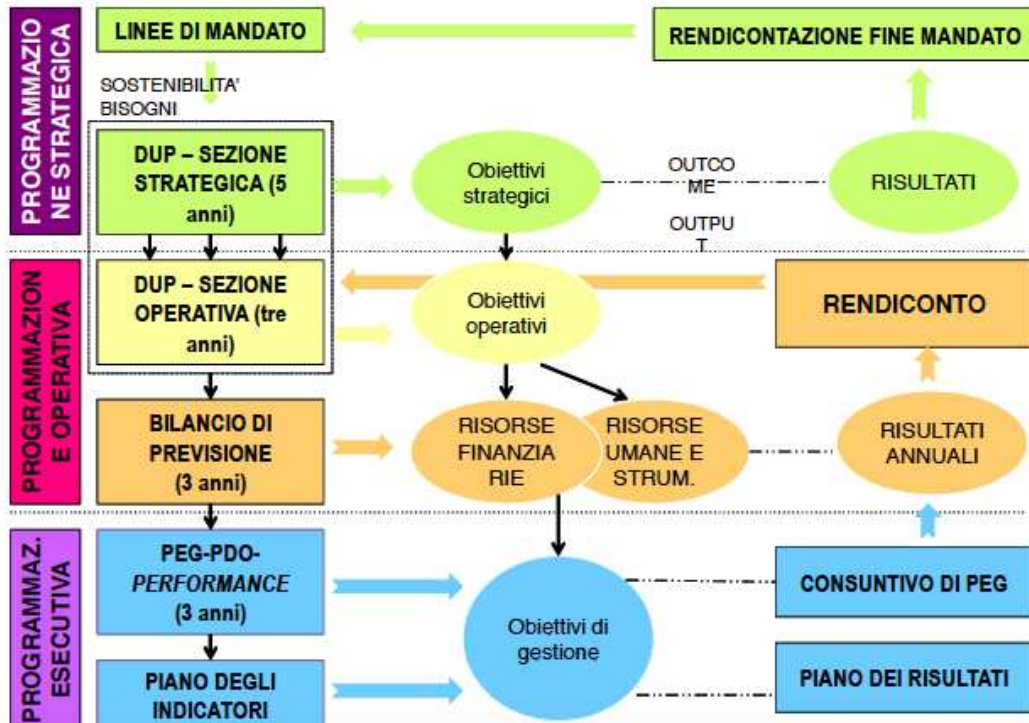 PROGRAMMAZIO
NE STRATEGICA
LINEE DI MANDATO
RENDICONTAZIONE FINE MANDATO
SOSTENIBILITA'
BISOGNI
DUP – SEZIONE
STRATEGICA (5
anni)
Obiettivi
strategici
OUTCO
ME
OUTPU
T
RISULTATI
PROGRAMMAZION
E OPERATIVA
DUP – SEZIONE
OPERATIVA (tre
anni)
Obiettivi
operativi
RENDICONTO
BILANCIO DI
PREVISIONE
(3 anni)
RISORSE
FINANZIA
RIE
RISORSE
UMANE E
STRUM.
RISULTATI
ANNUALI
PROGRAMMAZ.
ESECUTIVA
PEG-PDO-
PERFORMANCE
(3 anni)
Obiettivi di
gestione
CONSUNTIVO DI PEG
PIANO DEGLI
INDICATORI
PIANO DEI RISULTATI